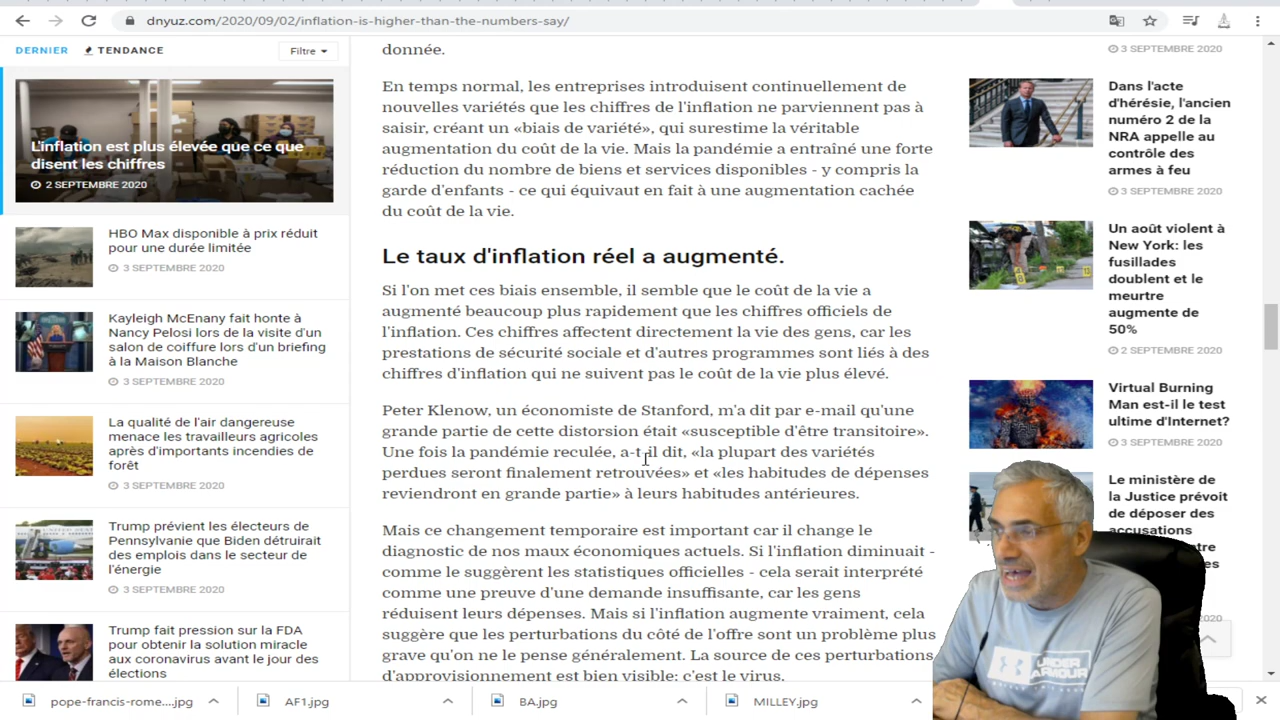 dnyuz.com/2020/09/02/inflation-is-higher-than-the-numbers-say/
DERNIER
TENDANCE
Filtre
L'inflation est plus élevée que ce que
disent les chiffres
2 SEPTEMBRE 2020
HBO Max disponible à prix réduit
pour une durée limitée
3 SEPTEMBRE 2020
Kayleigh McEnany fait honte à
Nancy Pelosi lors de la visite d'un
salon de coiffure lors d'un briefing
à la Maison Blanche
3 SEPTEMBRE 2020
La qualité de l'air dangereuse
menace les travailleurs agricoles
après d'importants incendies de
forêt
3 SEPTEMBRE 2020
Trump prévient les électeurs de
Pennsylvanie que Biden détruirait
des emplois dans le secteur de
l'énergie
3 SEPTEMBRE 2020
Trump fait pression sur la FDA
pour obtenir la solution miracle
aux coronavirus avant le jour des
élections
donnée.
En temps normal, les entreprises introduisent continuellement de
nouvelles variétés que les chiffres de l'inflation ne parviennent pas à
saisir, créant un «biais de variété», qui surestime la véritable
augmentation du coût de la vie. Mais la pandémie a entraîné une forte
réduction du nombre de biens et services disponibles - y compris la
garde d'enfants - ce qui équivaut en fait à une augmentation cachée
du coût de la vie.
Le taux d'inflation réel a augmenté.
Si l'on met ces biais ensemble, il semble que le coût de la vie a
augmenté beaucoup plus rapidement que les chiffres officiels de
l'inflation. Ces chiffres affectent directement la vie des gens, car les
prestations de sécurité sociale et d'autres programmes sont liés à des
chiffres d'inflation qui ne suivent pas le coût de la vie plus élevé.
Peter Klenow, un économiste de Stanford, m'a dit par e-mail qu'une
grande partie de cette distorsion était «susceptible d'être transitoire».
Une fois la pandémie reculée, a-t-il dit, «la plupart des variétés
perdues seront finalement retrouvées» et «les habitudes de dépenses
reviendront en grande partie» à leurs habitudes antérieures.
Mais ce changement temporaire est important car il change le
diagnostic de nos maux économiques actuels. Si l'inflation diminuait -
comme le suggèrent les statistiques officielles - cela serait interprété
comme une preuve d'une demande insuffisante, car les gens
réduisent leurs dépenses. Mais si l'inflation augmente vraiment, cela
suggère que les perturbations du côté de l'offre sont un problème plus
grave qu'on ne le pense généralement. La source de ces perturbations
d'approvisionnement est bien visible: c'est le virus.
3 SEPTEMBRE 2020
Dans l'acte
d'hérésie, l'ancien
numéro 2 de la
NRA appelle au
contrôle des
armes à feu
3 SEPTEMBRE 2020
Un août violent à
New York: les
fusillades
doublent et le
meurtre
augmente de
50%
2 SEPTEMBRE 2020
Virtual Burning
Man est-il le test
ultime d'Internet?
3 SEPTEMBRE 2020
Le ministère de
la Justice prévoit
de déposer des
accusations
2020
UNDER ARMOUR
pope-francis-rome....jpg
AF1.jpg
BA.jpg
MILLEY.jpg